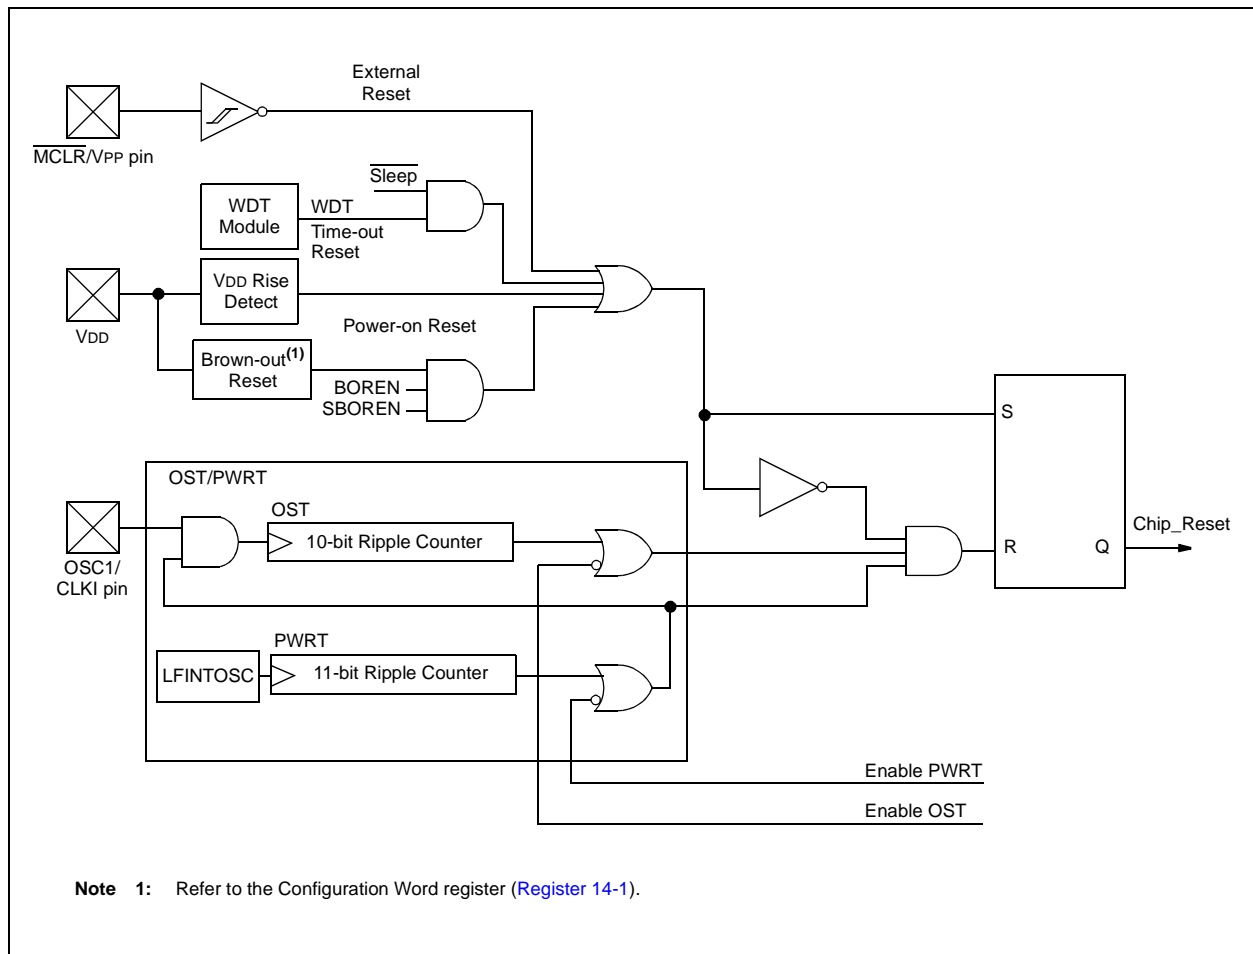 External
Reset
MCLR/VPP pin
Sleep
WDT
Module
WDT
Time-out
Reset
VDD
VDD Rise
Detect
Power-on Reset
Brown-out(1)
Reset
BOREN
SBOREN
S
R
Q
Chip_Reset
OST/PWRT
OST
10-bit Ripple Counter
OSC1/
CLKI pin
PWRT
LFINTOSC
11-bit Ripple Counter
Enable PWRT
Enable OST
Note 1: Refer to the Configuration Word register (Register 14-1).